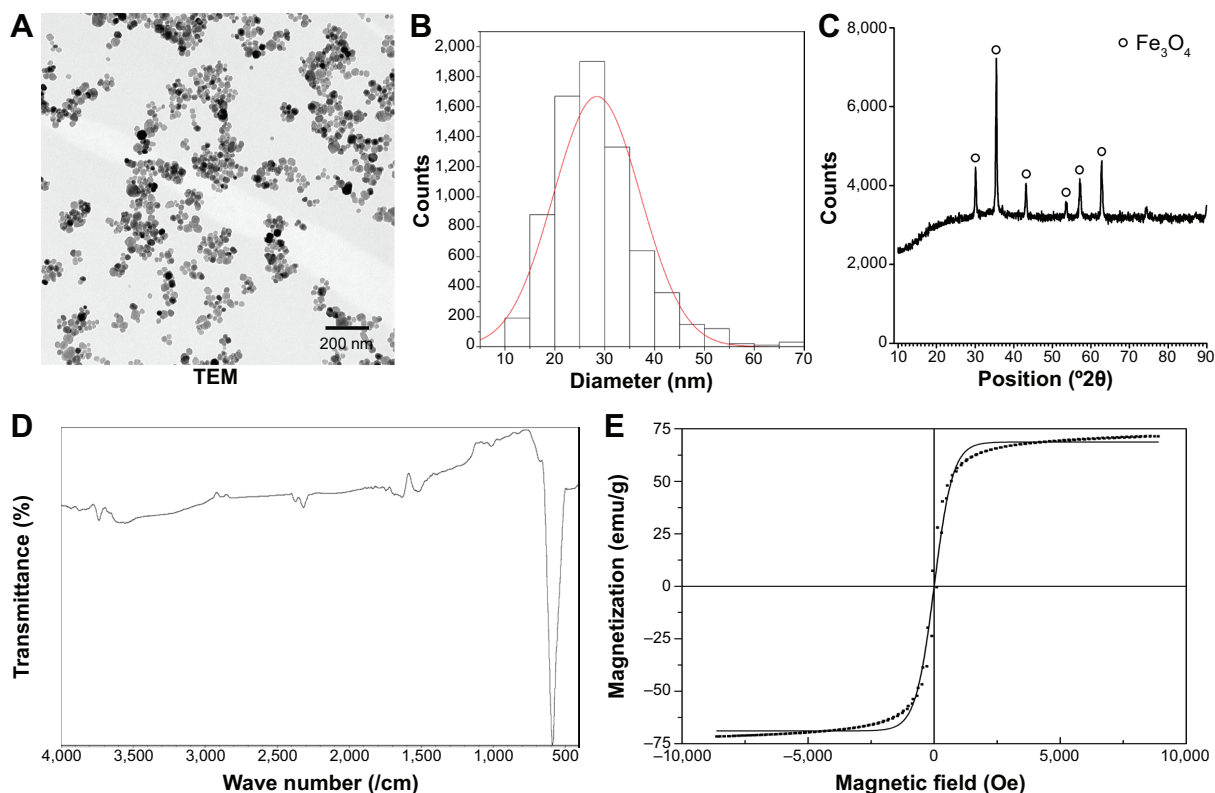 A
200 nm
TEM
B
Counts
2,000
1,800
1,600
1,400
1,200
1,000
800
600
400
200
0
10 20 30 40 50 60 70
Diameter (nm)
C
Fe₃O₄
Counts
8,000
6,000
4,000
2,000
0
10 20 30 40 50 60 70 80 90
Position (º2θ)
D
Transmittance (%)
4,000 3,500 3,000 2,500 2,000 1,500 1,000 500
Wave number (/cm)
E
Magnetization (emu/g)
75
50
25
0
–25
–50
–75
–10,000 –5,000 0 5,000 10,000
Magnetic field (Oe)